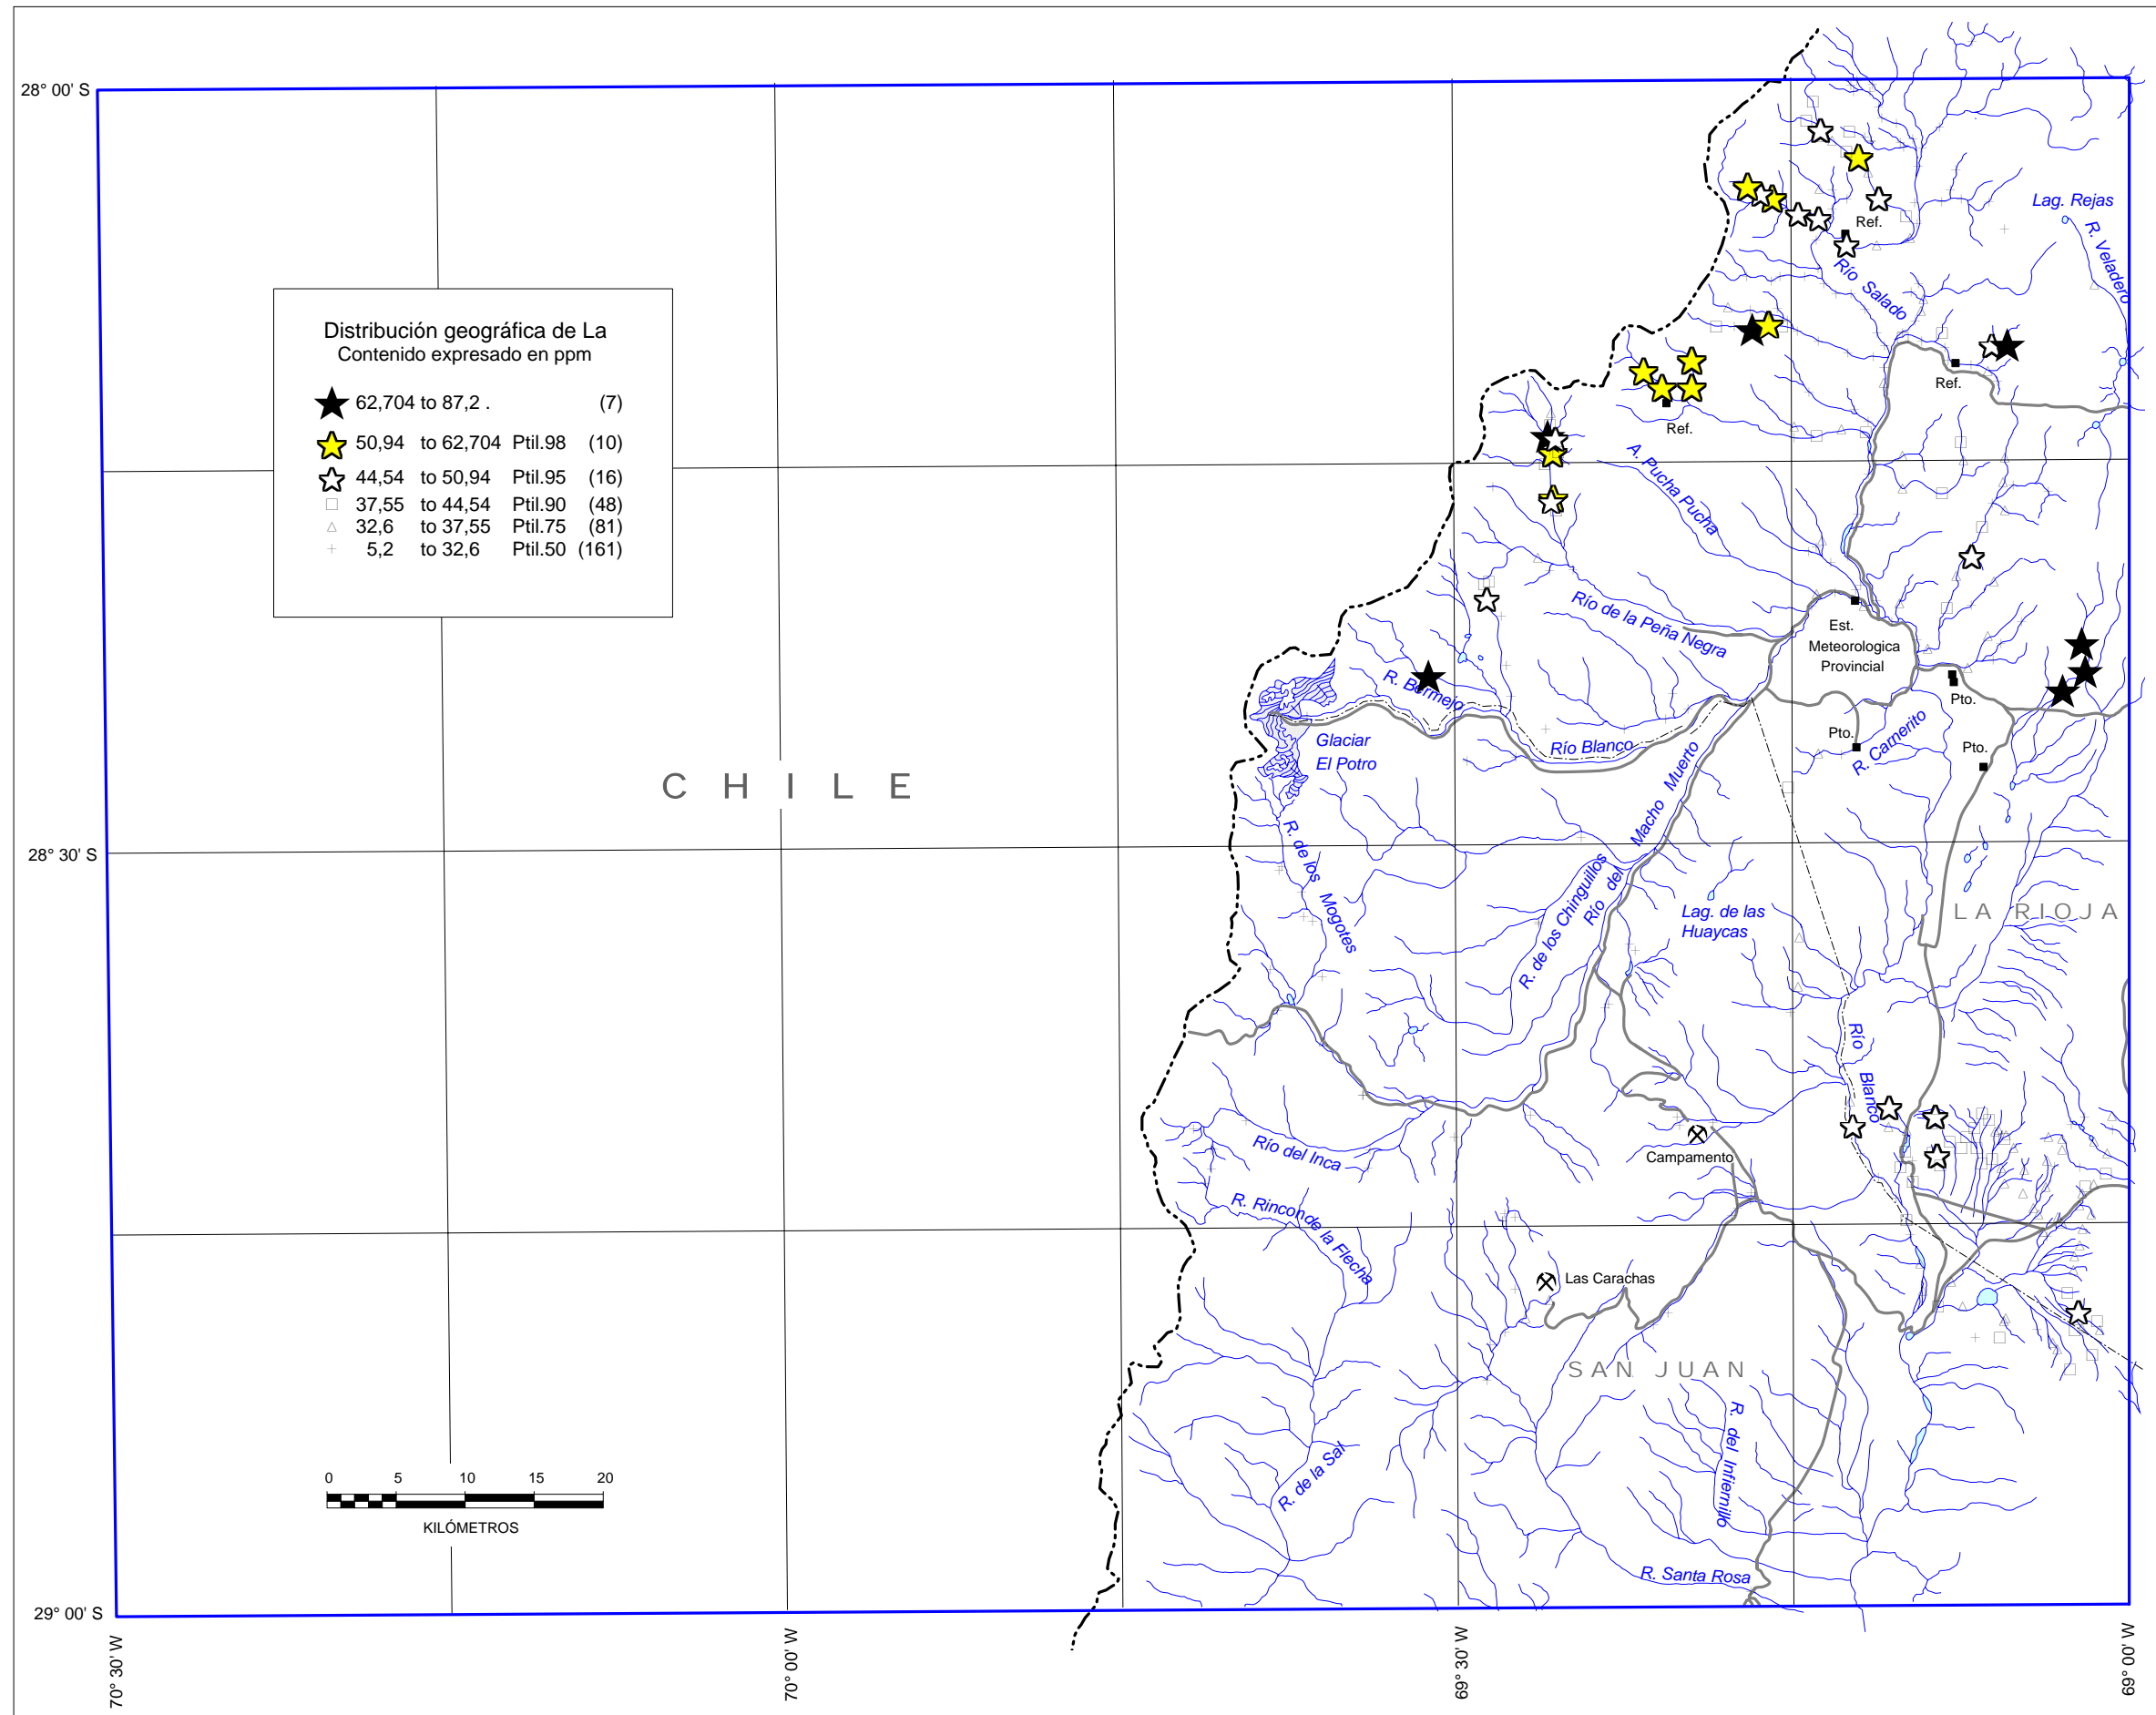 28° 00' S
Lag. Rejas
R. Veladero
Ref.
Río Salado
Distribución geográfica de La
Contenido expresado en ppm
62,704 to 87,2 . (7)
50,94 to 62,704 Ptil.98 (10)
44,54 to 50,94 Ptil.95 (16)
37,55 to 44,54 Ptil.90 (48)
32,6 to 37,55 Ptil.75 (81)
5,2 to 32,6 Ptil.50 (161)
Ref.
Ref.
A. Pucha Pucha
Río de la Peña Negra
Est.
Meteorologica
Provincial
R. Bermejo
Pto.
Glaciar
El Potro
Río Blanco
Pto.
R. Carnerito
Pto.
CHILE
Río del Macho Muerto
28° 30' S
R. de los Mogotes
R. de los Chinguillos
Lag. de las
Huaycas
LA RIOJA
Río Blanco
Campamento
Río del Inca
R. Rincon de la Flecha
Las Carachas
SAN JUAN
R. del Infiernillo
R. de la Sal
0 5 10 15 20
KILÓMETROS
R. Santa Rosa
29° 00' S
70° 30' W
70° 00' W
69° 30' W
69° 00' W